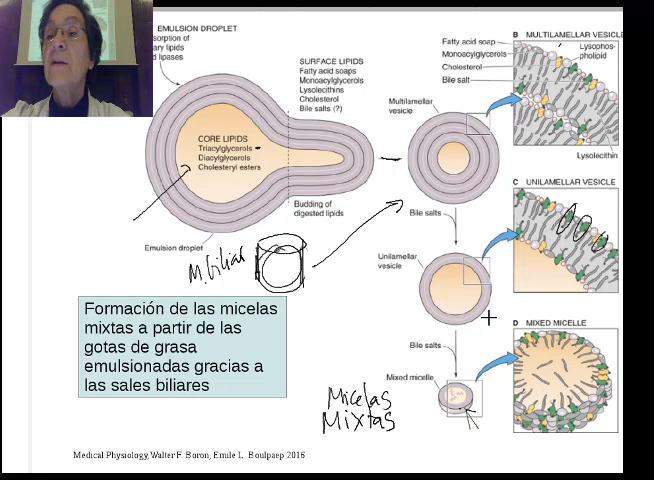 EMULSION DROPLET
sorption of
ary lipids
d lipases
SURFACE LIPIDS
Fatty acid soaps
Monoacylglycerols
Lysolecithins
Cholesterol
Bile salts (?)
CORE LIPIDS
Triacylglycerols
Diacylglycerols
Cholesteryl esters
Budding of
digested lipids
Emulsion droplet
Multilamellar
vesicle
Bile salts
Unilamellar
vesicle
Bile salts
Mixed micelle
B MULTILAMELLAR VESICLE
Fatty acid soap
Monoacylglycerols
Cholesterol
Bile salt
Lysophos-
pholipid
Lysolecithin
C UNILAMELLAR VESICLE
D MIXED MICELLE
M. biliar
Micelas
Mixtas
Formación de las micelas
mixtas a partir de las
gotas de grasa
emulsionadas gracias a
las sales biliares
Medical Physiology,Walter F. Boron, Emile L. Boulpaep 2016